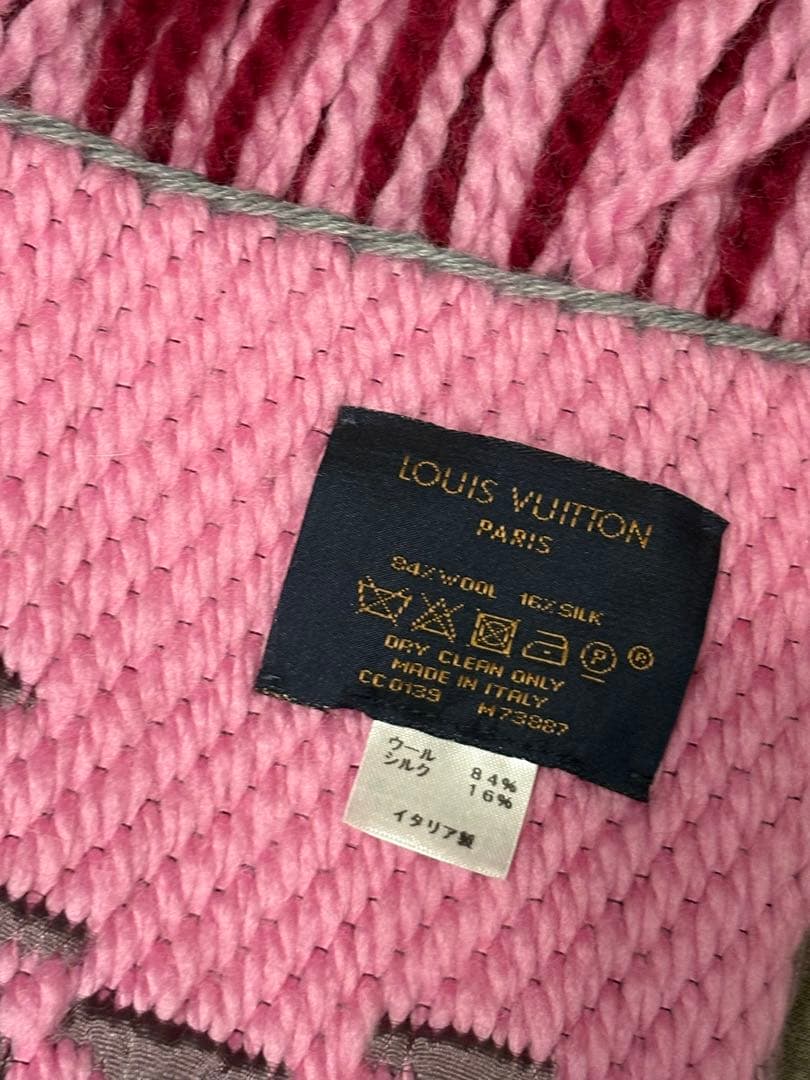 LOUIS VUITTON
PARIS
84% WOOL 16% SILK
P
®
DRY CLEAN ONLY
MADE IN ITALY
CC0139 M73887
ウール 84%
シルク 16%
イタリア製